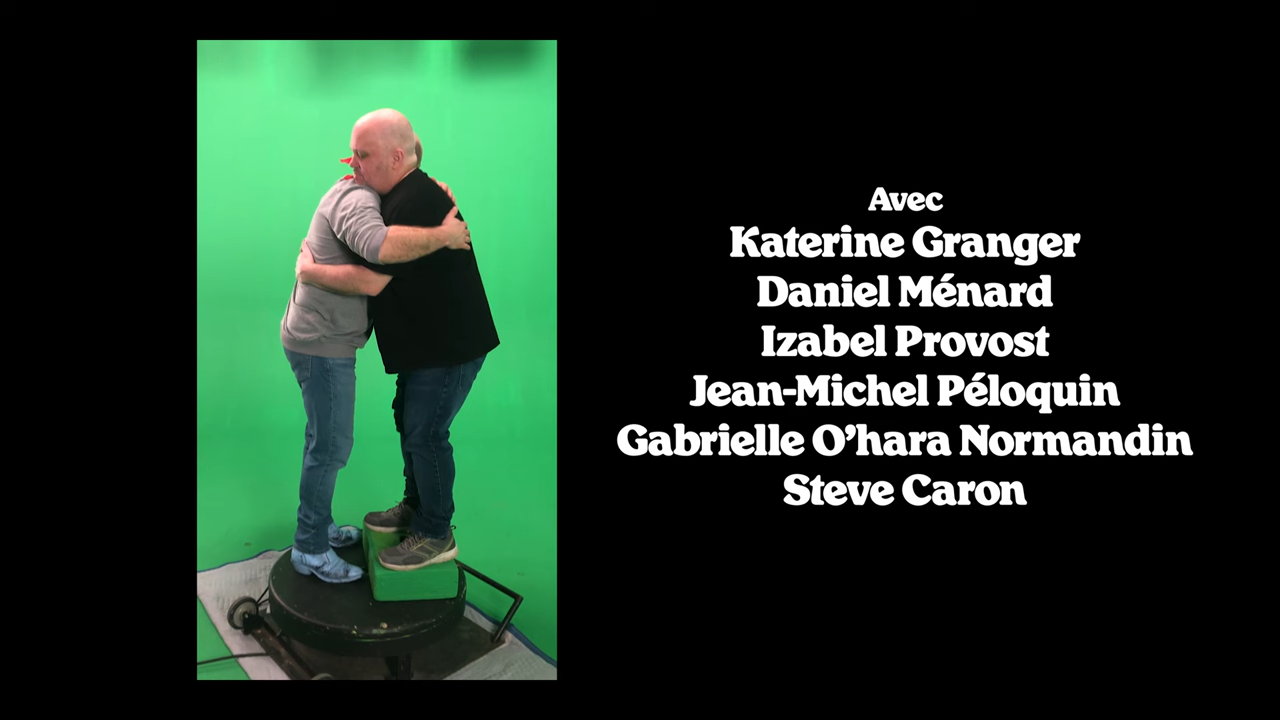 Avec
Katerine Granger
Daniel Ménard
Izabel Provost
Jean-Michel Péloquin
Gabrielle O'hara Normandin
Steve Caron